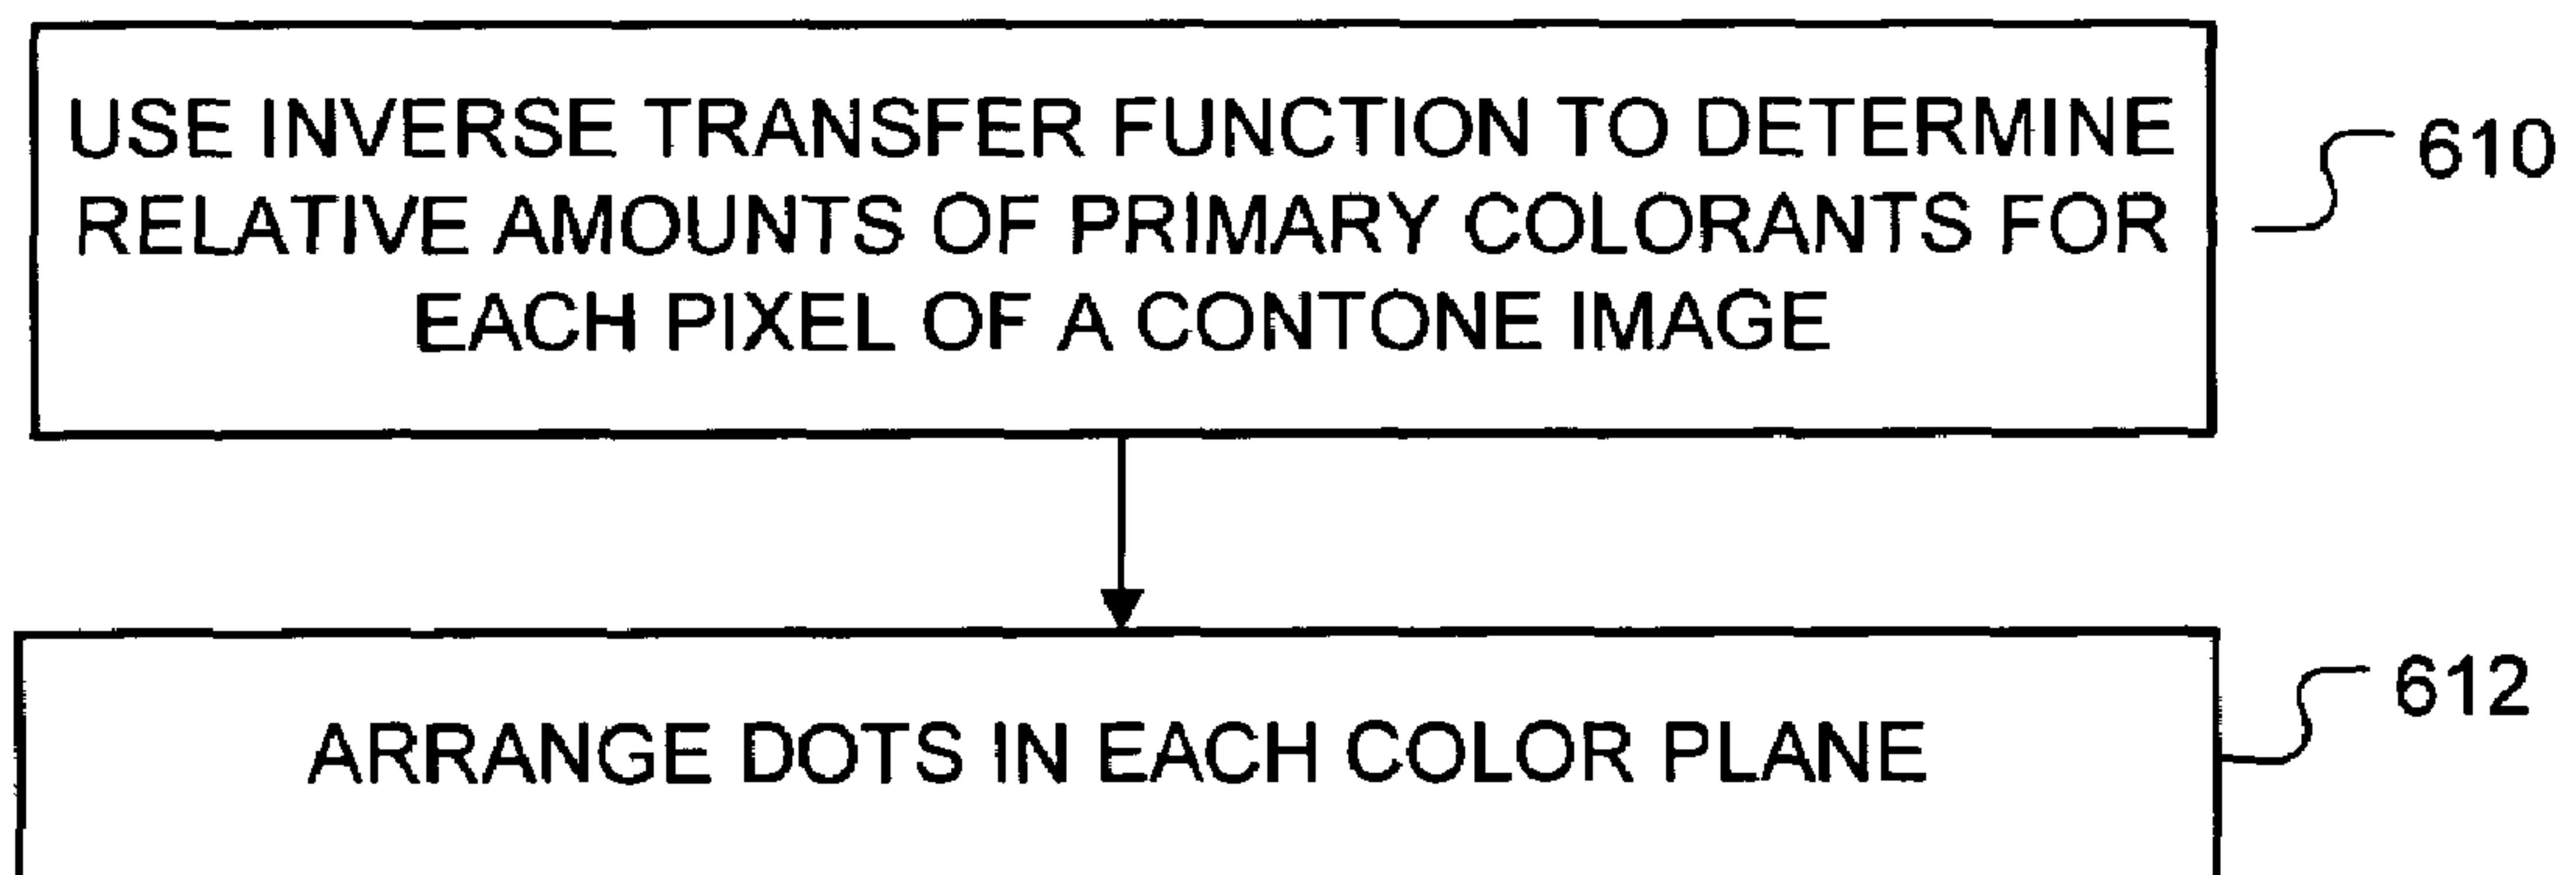 USE INVERSE TRANSFER FUNCTION TO DETERMINE
RELATIVE AMOUNTS OF PRIMARY COLORANTS FOR
EACH PIXEL OF A CONTONE IMAGE
610
ARRANGE DOTS IN EACH COLOR PLANE
612